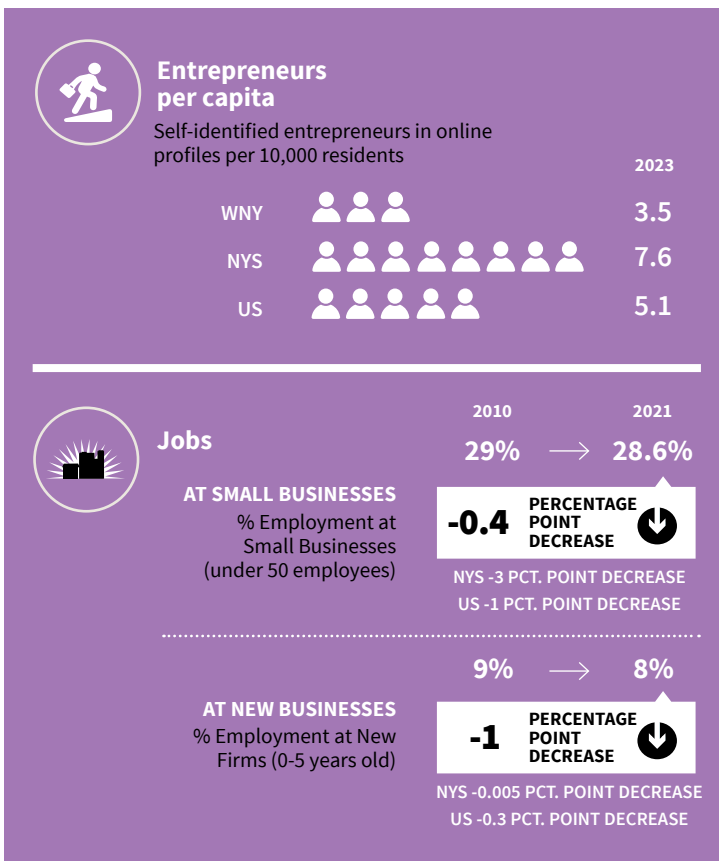 Entrepreneurs
per capita
Self-identified entrepreneurs in online
profiles per 10,000 residents
2023
WNY 3.5
NYS 7.6
US 5.1
Jobs
2010 2021
29% → 28.6%
AT SMALL BUSINESSES
% Employment at
Small Businesses
(under 50 employees)
-0.4
PERCENTAGE
POINT
DECREASE
NYS -3 PCT. POINT DECREASE
US -1 PCT. POINT DECREASE
9% → 8%
AT NEW BUSINESSES
% Employment at New
Firms (0-5 years old)
-1
PERCENTAGE
POINT
DECREASE
NYS -0.005 PCT. POINT DECREASE
US -0.3 PCT. POINT DECREASE